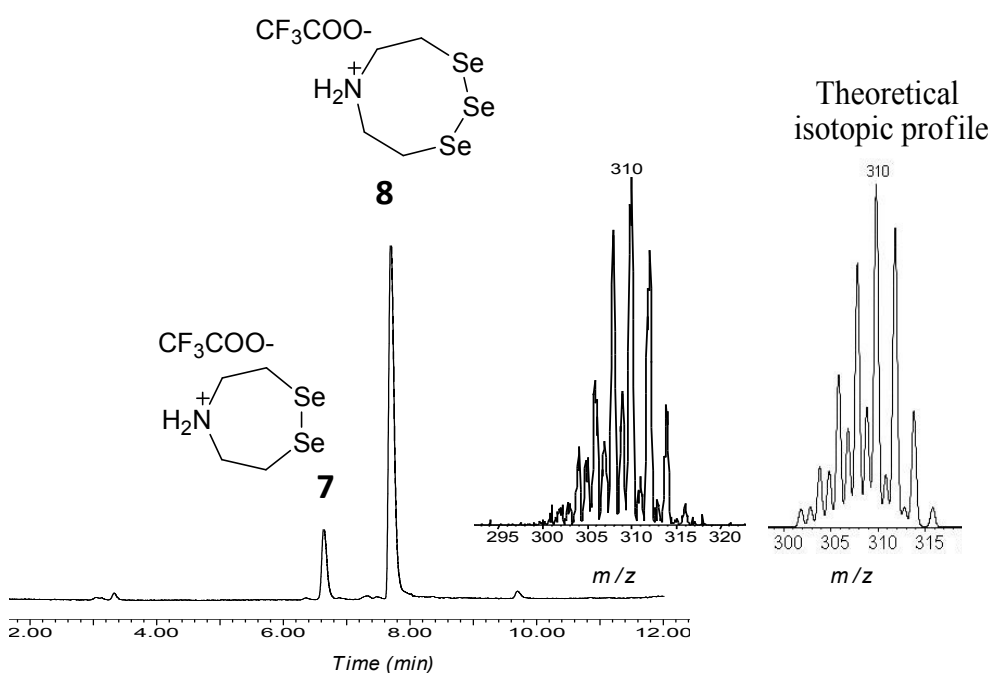 CF3COO-
+
H2N
Se
Se
Se
8
Theoretical
isotopic profile
CF3COO-
+
H2N
Se
Se
7
310
295 300 305 310 315 320
m/z
310
300 305 310 315
m/z
2.00 4.00 6.00 8.00 10.00 12.00
Time (min)